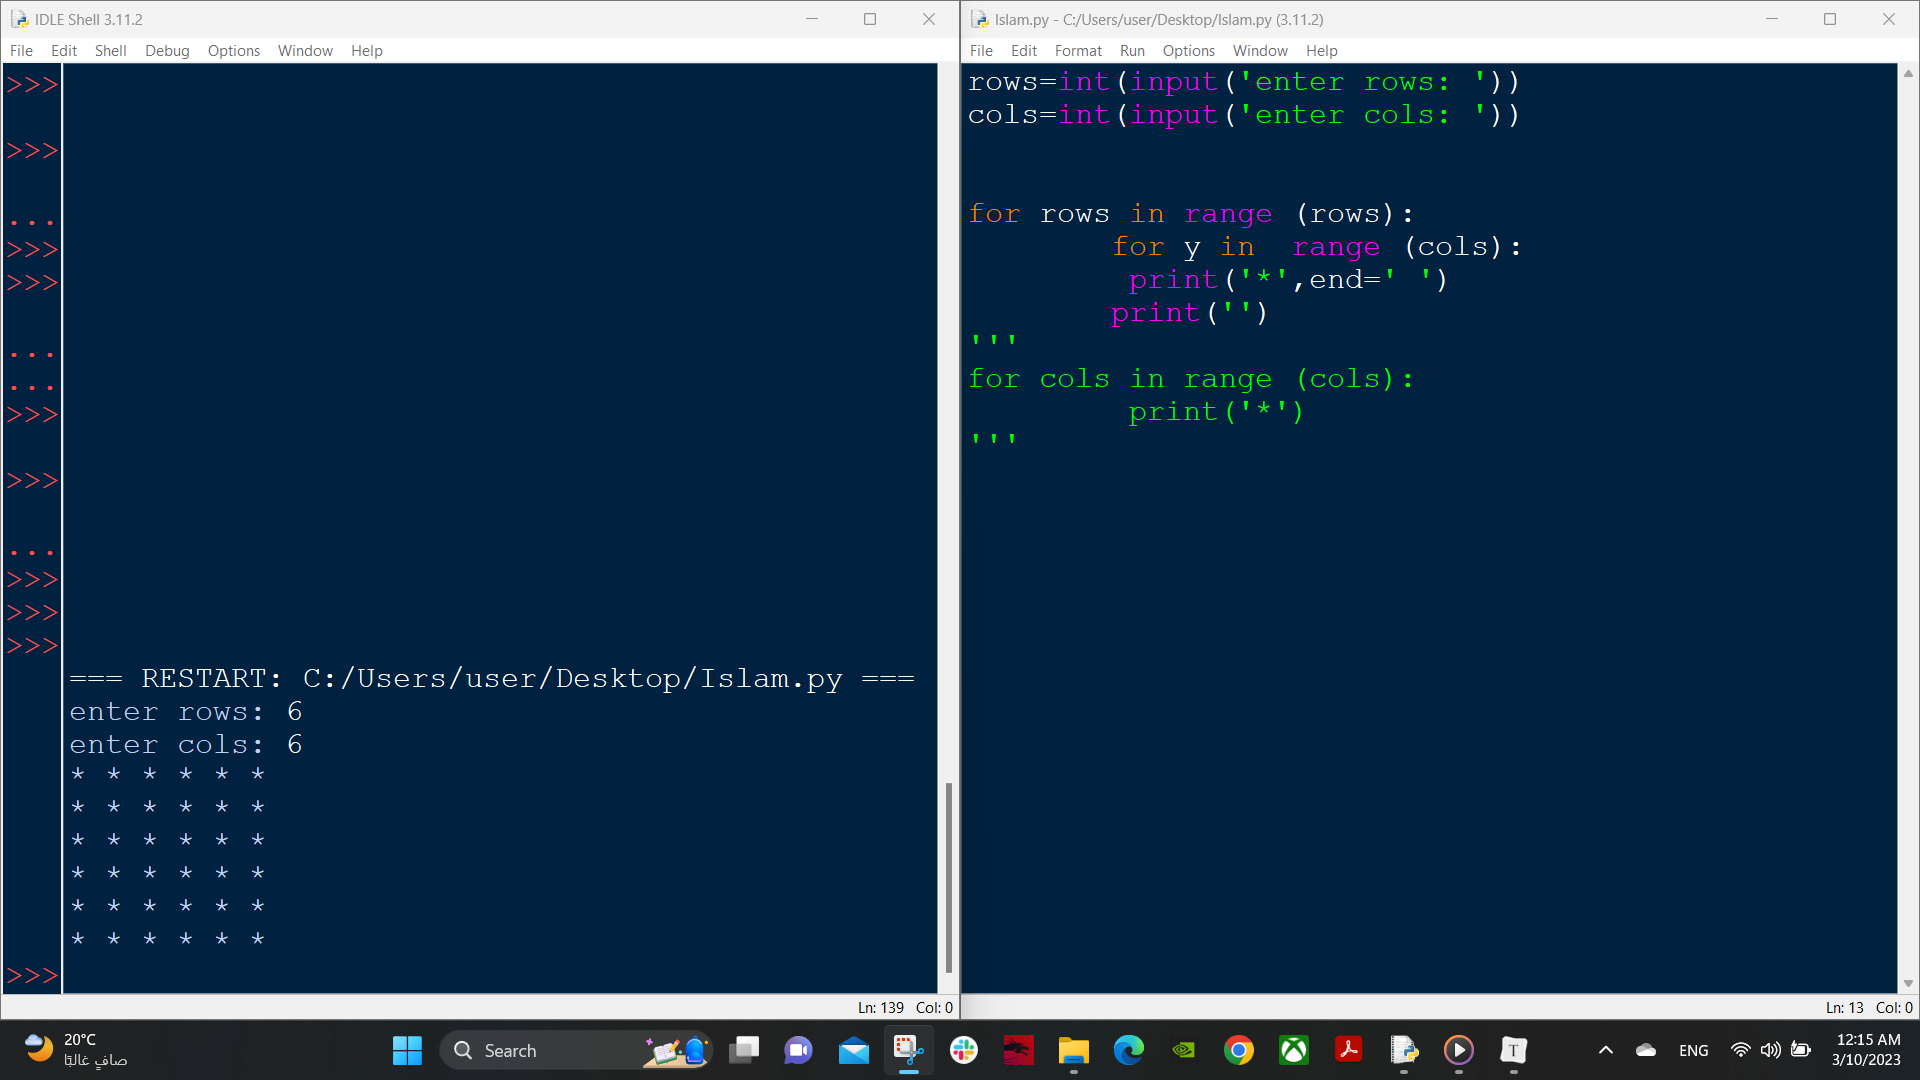 IDLE Shell 3.11.2
File Edit Shell Debug Options Window Help
>>>
>>>
...
>>>
>>>
...
...
>>>
>>>
...
>>>
>>>
>>>
=== RESTART: C:/Users/user/Desktop/Islam.py ===
enter rows: 6
enter cols: 6
* * * * * *
* * * * * *
* * * * * *
* * * * * *
* * * * * *
* * * * * *
>>>
Ln: 139 Col: 0
Islam.py - C:/Users/user/Desktop/Islam.py (3.11.2)
File Edit Format Run Options Window Help
rows=int(input('enter rows: '))
cols=int(input('enter cols: '))
for rows in range (rows):
        for y in  range (cols):
         print('*',end=' ')
        print('')
'''
for cols in range (cols):
         print('*')
'''
Ln: 13 Col: 0
20°C
صافٍ غالبًا
Search
T
ENG
12:15 AM
3/10/2023